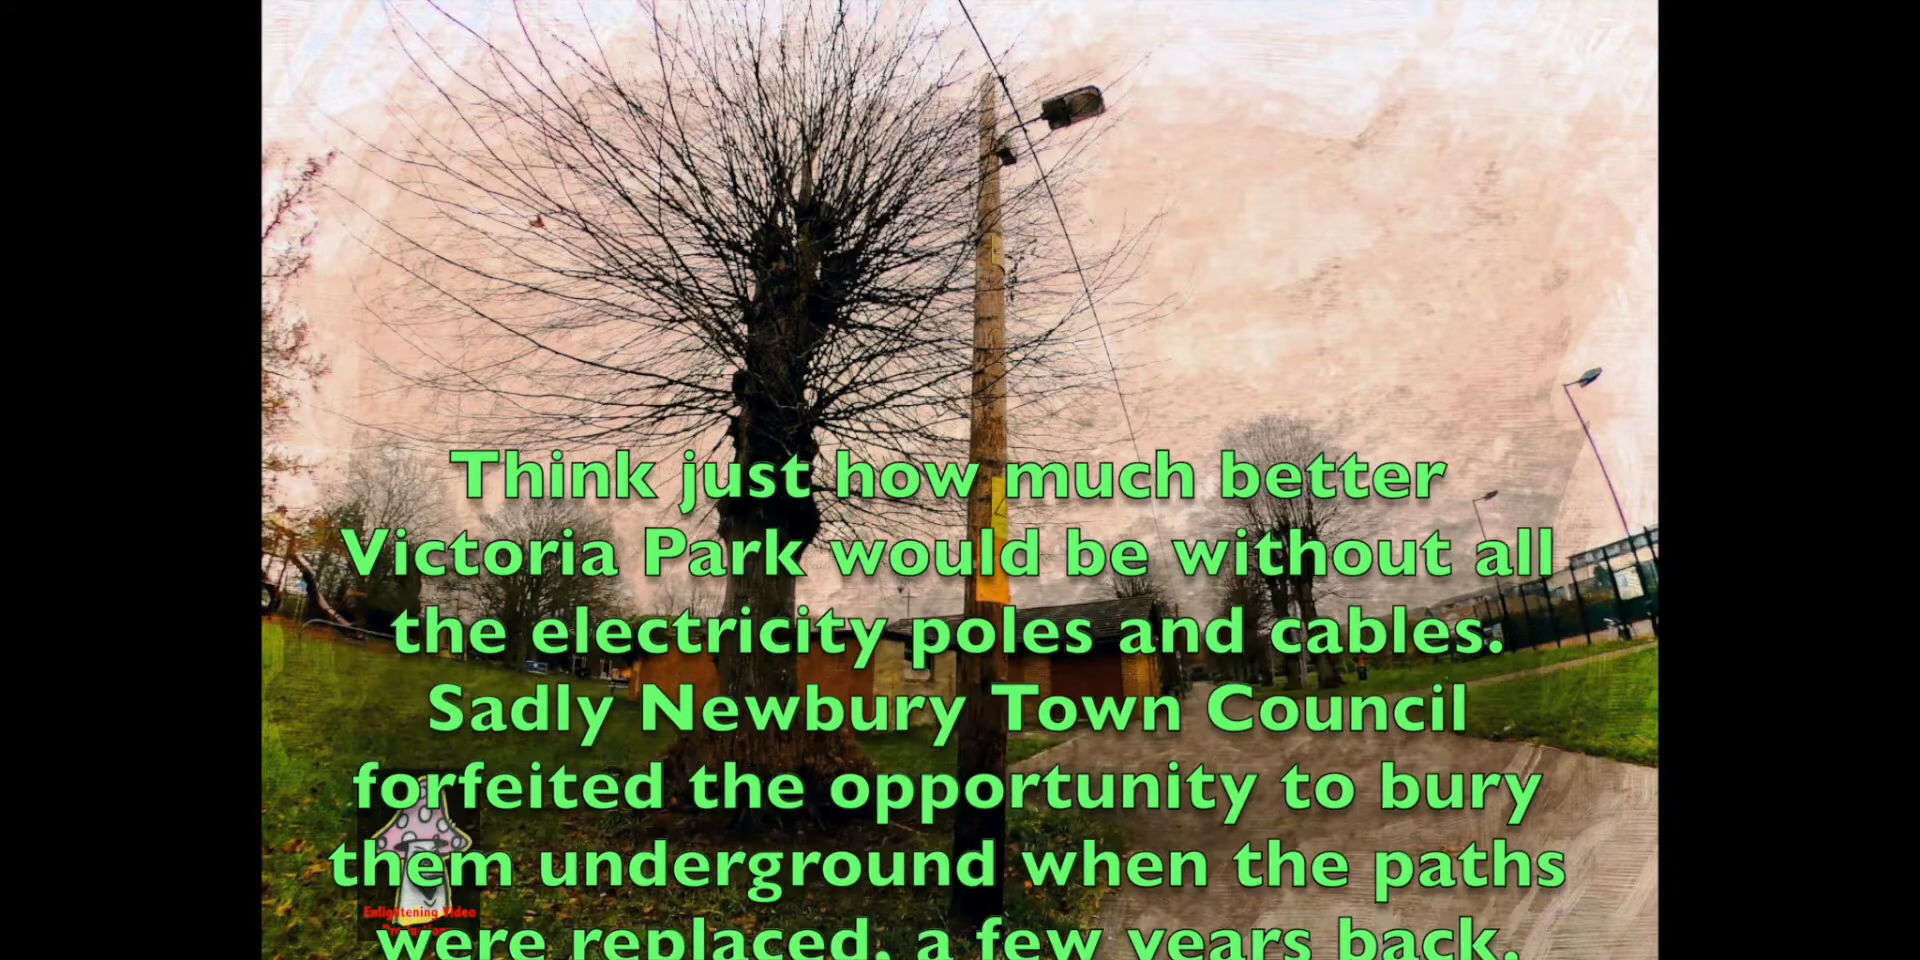 Think just how much better
Victoria Park would be without all
the electricity poles and cables.
Sadly Newbury Town Council
forfeited the opportunity to bury
them underground when the paths
were replaced, a few years back.
Enlightening Video